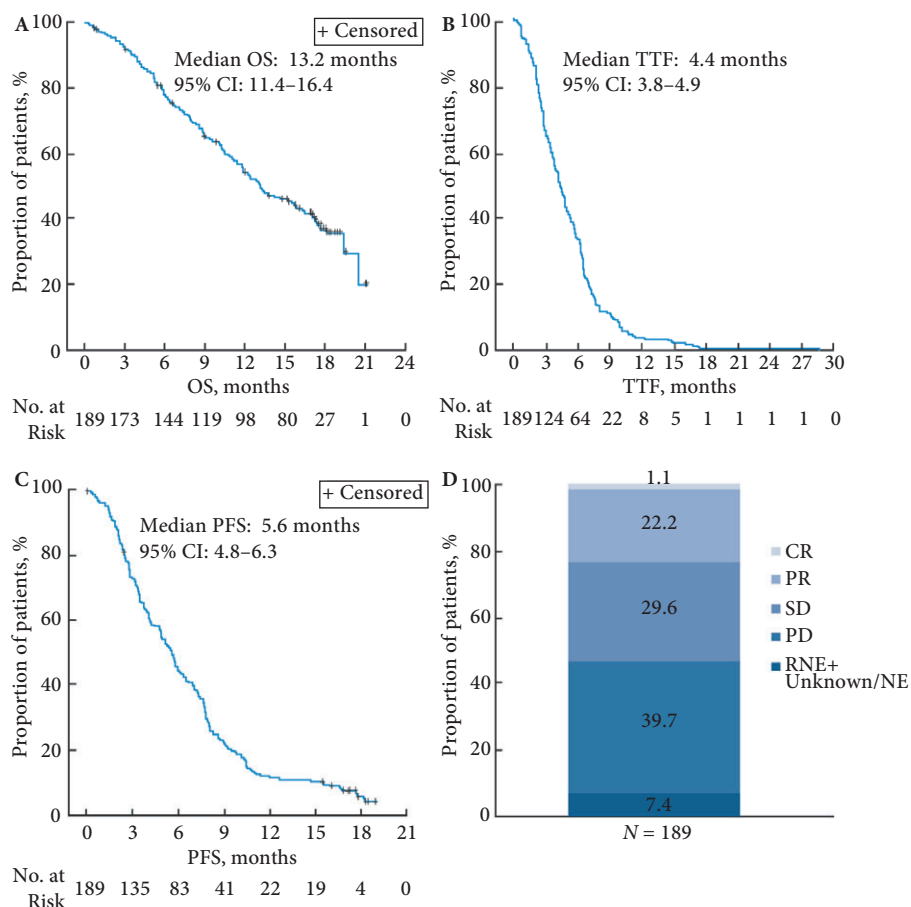 A
+ Censored
Median OS: 13.2 months
95% CI: 11.4–16.4
Proportion of patients, %
100
80
60
40
20
0
0 3 6 9 12 15 18 21 24
OS, months
No. at Risk
189 173 144 119 98 80 27 1 0
B
Median TTF: 4.4 months
95% CI: 3.8–4.9
Proportion of patients, %
100
80
60
40
20
0
0 3 6 9 12 15 18 21 24 27 30
TTF, months
No. at Risk
189 124 64 22 8 5 1 1 1 1 0
C
+ Censored
Median PFS: 5.6 months
95% CI: 4.8–6.3
Proportion of patients, %
100
80
60
40
20
0
0 3 6 9 12 15 18 21
PFS, months
No. at Risk
189 135 83 41 22 19 4 0
D
Proportion of patients, %
100
80
60
40
20
0
1.1
22.2
29.6
39.7
7.4
N = 189
CR
PR
SD
PD
RNE+
Unknown/NE